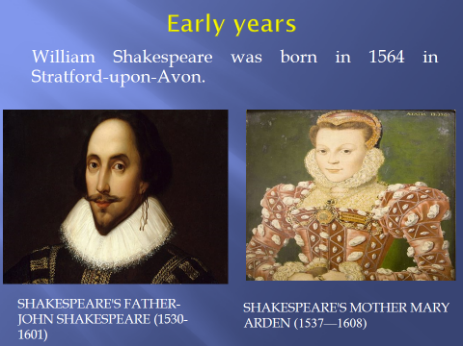 Early years
William Shakespeare was born in 1564 in
Stratford-upon-Avon.
SHAKESPEARE'S FATHER-
JOHN SHAKESPEARE (1530-
1601)
SHAKESPEARE'S MOTHER MARY
ARDEN (1537—1608)